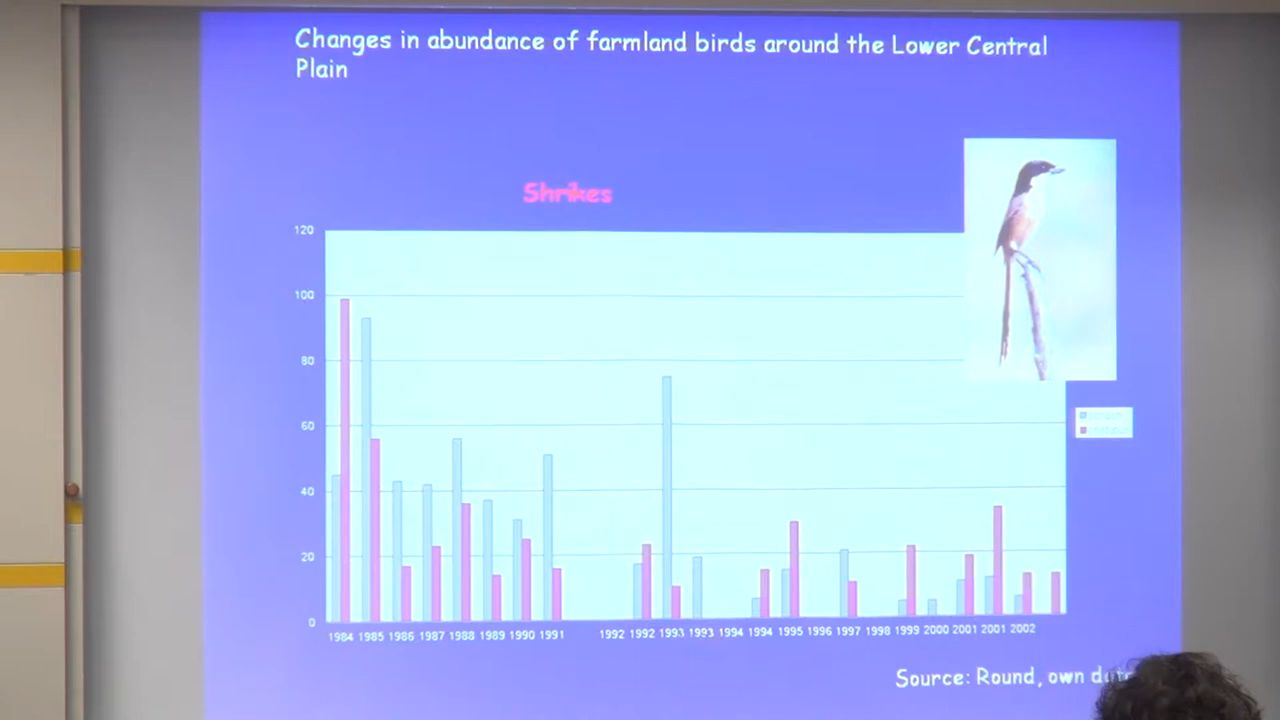 Changes in abundance of farmland birds around the Lower Central
Plain
Shrikes
120
100
80
60
40
20
0
1984 1985 1986 1987 1988 1989 1990 1991 1992 1992 1993 1993 1994 1994 1995 1996 1997 1998 1999 2000 2001 2001 2002
Source: Round, own